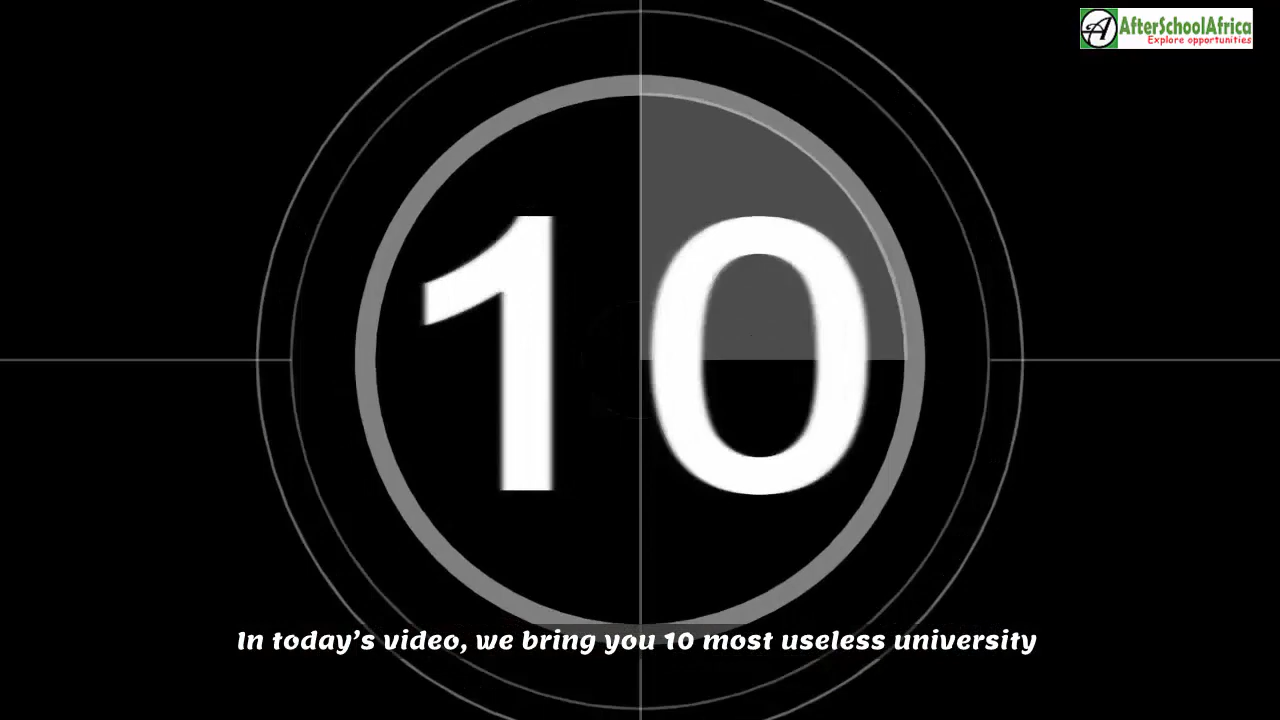 AfterSchoolAfrica
Explore opportunities
10
In today's video, we bring you 10 most useless university